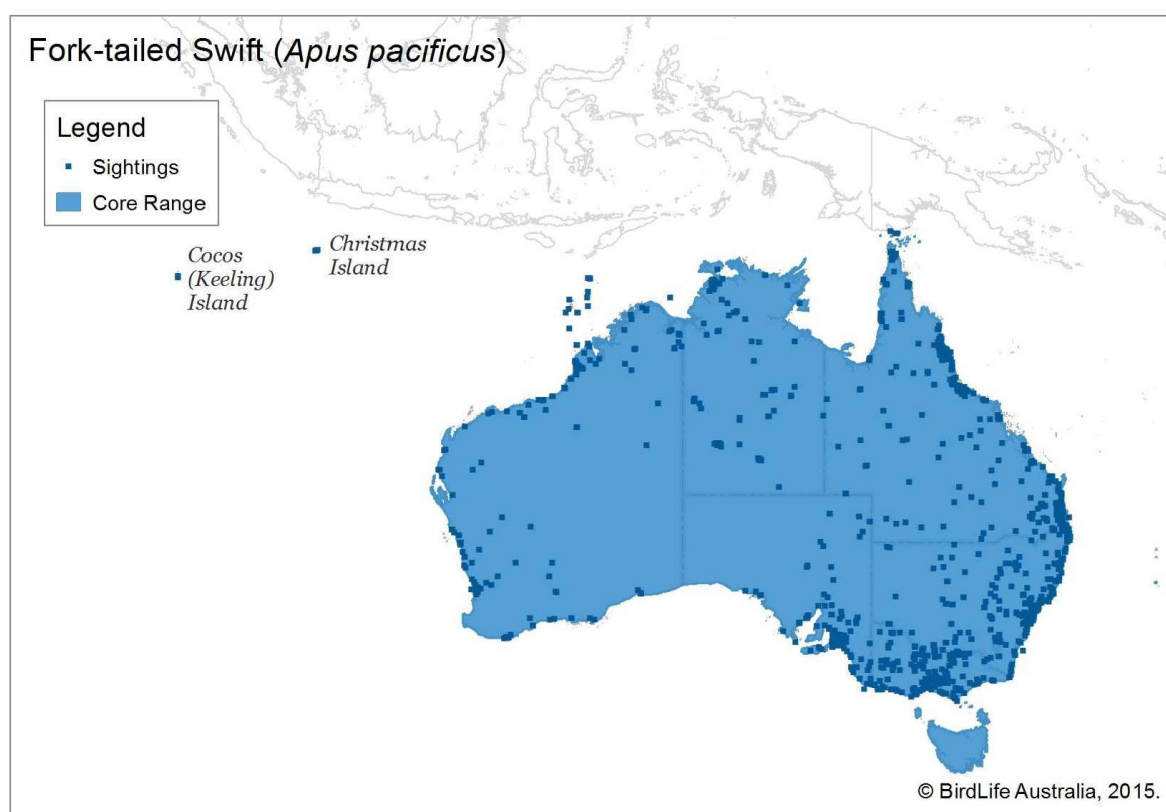 Fork-tailed Swift (Apus pacificus)
Legend
Sightings
Core Range
Cocos
(Keeling)
Island
Christmas
Island
© BirdLife Australia, 2015.